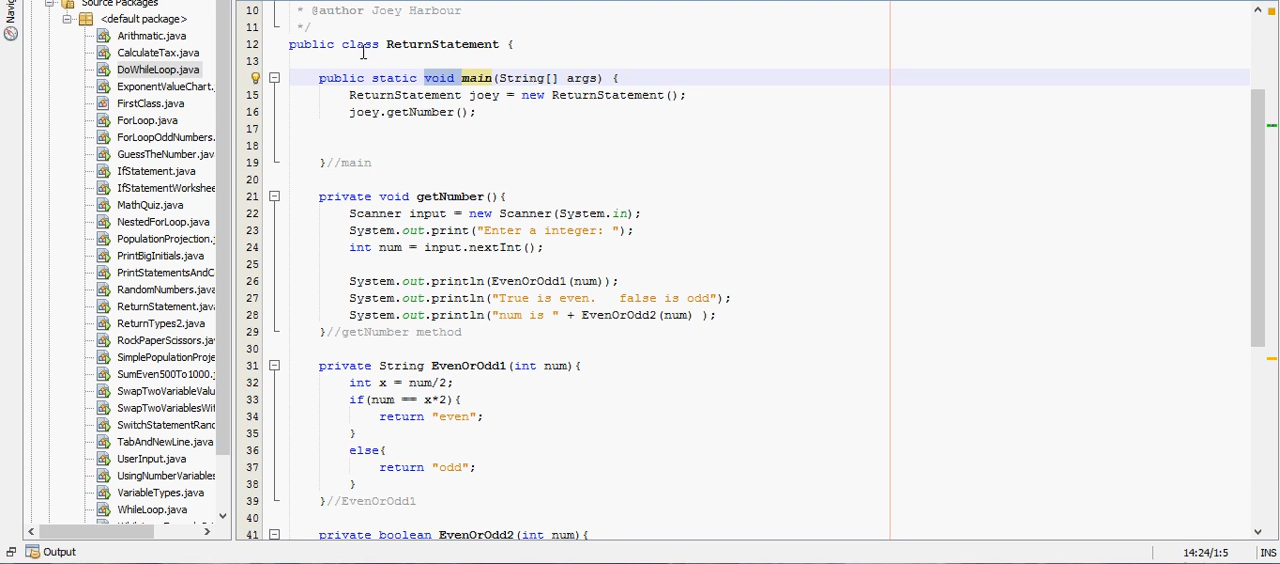 Source Packages
<default package>
Arithmatic.java
CalculateTax.java
DoWhileLoop.java
ExponentValueChart.
FirstClass.java
ForLoop.java
ForLoopOddNumbers.
GuessTheNumber.jav
IfStatement.java
IfStatementWorkshee
MathQuiz.java
NestedForLoop.java
PopulationProjection.
PrintBigInitials.java
PrintStatementsAndC
RandomNumbers.java
ReturnStatement.java
ReturnTypes2.java
RockPaperScissors.java
SimplePopulationProje
SumEven500To1000.
SwapTwoVariableValu
SwapTwoVariablesWit
SwitchStatementRand
TabAndNewLine.java
UserInput.java
UsingNumberVariables
VariableTypes.java
WhileLoop.java
Navig
10 * @author Joey Harbour
11 */
12 public class ReturnStatement {
13
public static void main(String[] args) {
15 ReturnStatement joey = new ReturnStatement();
16 joey.getNumber();
17
18
19 }//main
20
21 private void getNumber(){
22 Scanner input = new Scanner(System.in);
23 System.out.print("Enter a integer: ");
24 int num = input.nextInt();
25
26 System.out.println(EvenOrOdd1(num));
27 System.out.println("True is even.   false is odd");
28 System.out.println("num is " + EvenOrOdd2(num) );
29 }//getNumber method
30
31 private String EvenOrOdd1(int num){
32 int x = num/2;
33 if(num == x*2){
34 return "even";
35 }
36 else{
37 return "odd";
38 }
39 }//EvenOrOdd1
40
41 private boolean EvenOrOdd2(int num){
Output
14:24/1:5 INS